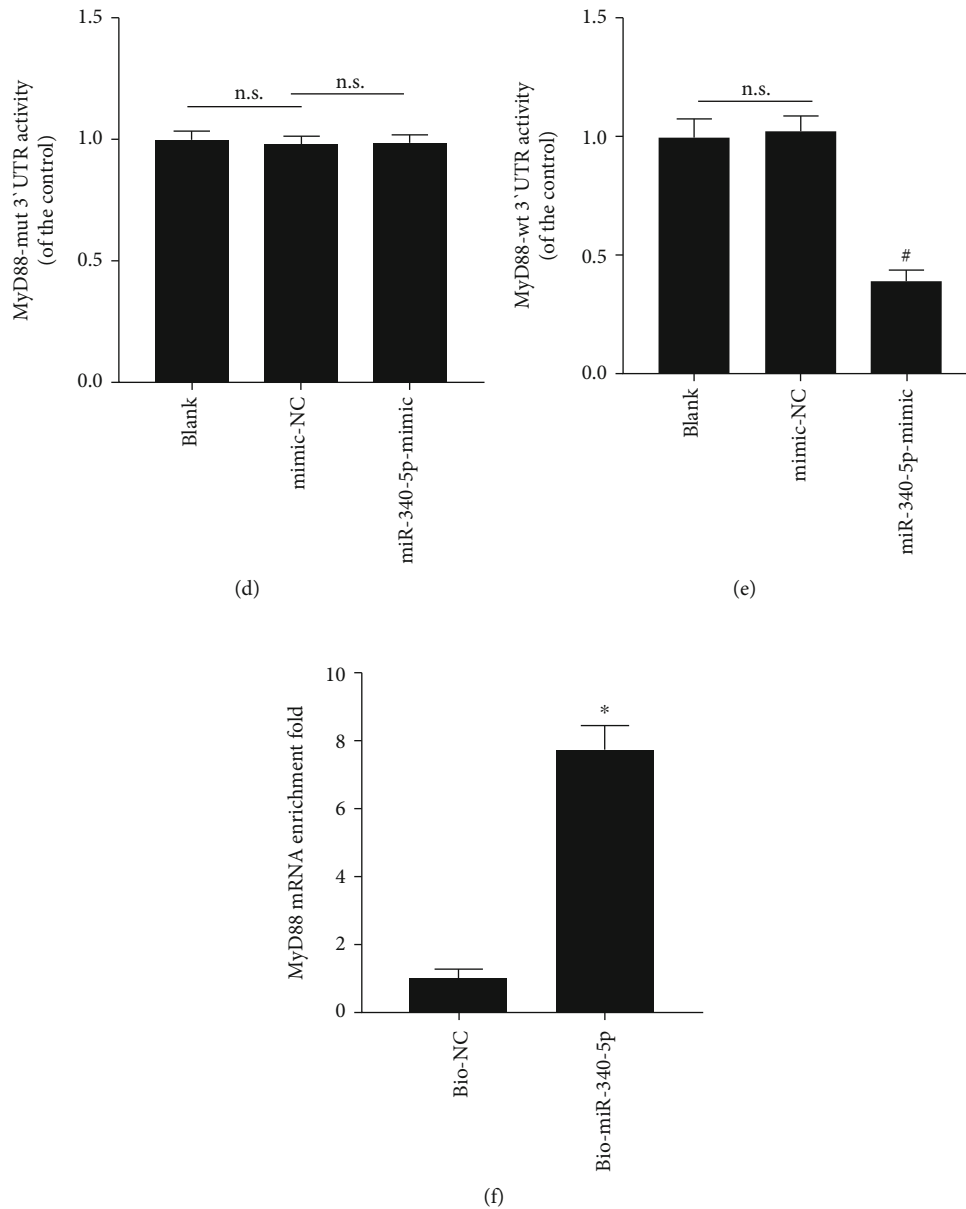 MyD88-mut 3`UTR activity
(of the control)
1.5
1.0
0.5
0.0
n.s.
n.s.
Blank
mimic-NC
miR-340-5p-mimic
(d)
MyD88-wt 3`UTR activity
(of the control)
1.5
1.0
0.5
0.0
n.s.
#
Blank
mimic-NC
miR-340-5p-mimic
(e)
MyD88 mRNA enrichment fold
10
8
6
4
2
0
*
Bio-NC
Bio-miR-340-5p
(f)